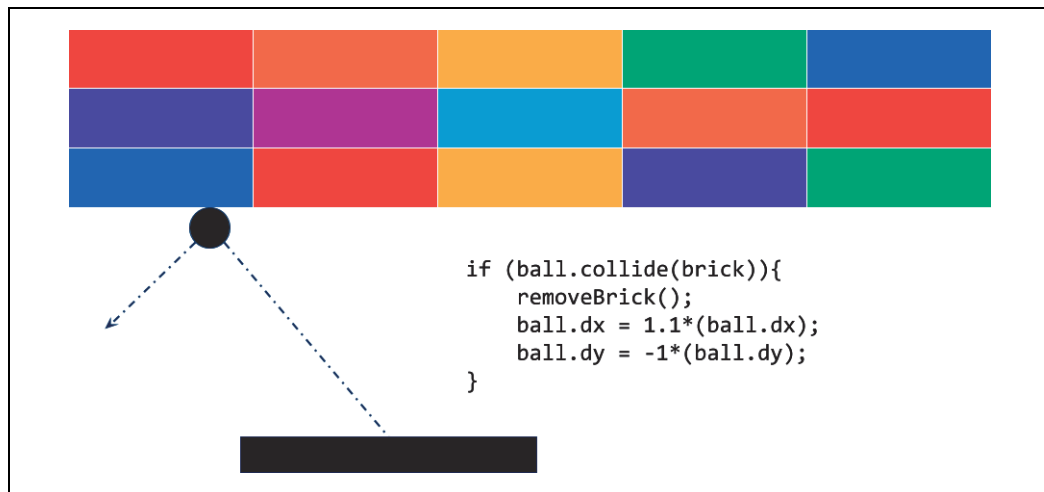 if (ball.collide(brick)){
    removeBrick();
    ball.dx = 1.1*(ball.dx);
    ball.dy = -1*(ball.dy);
}